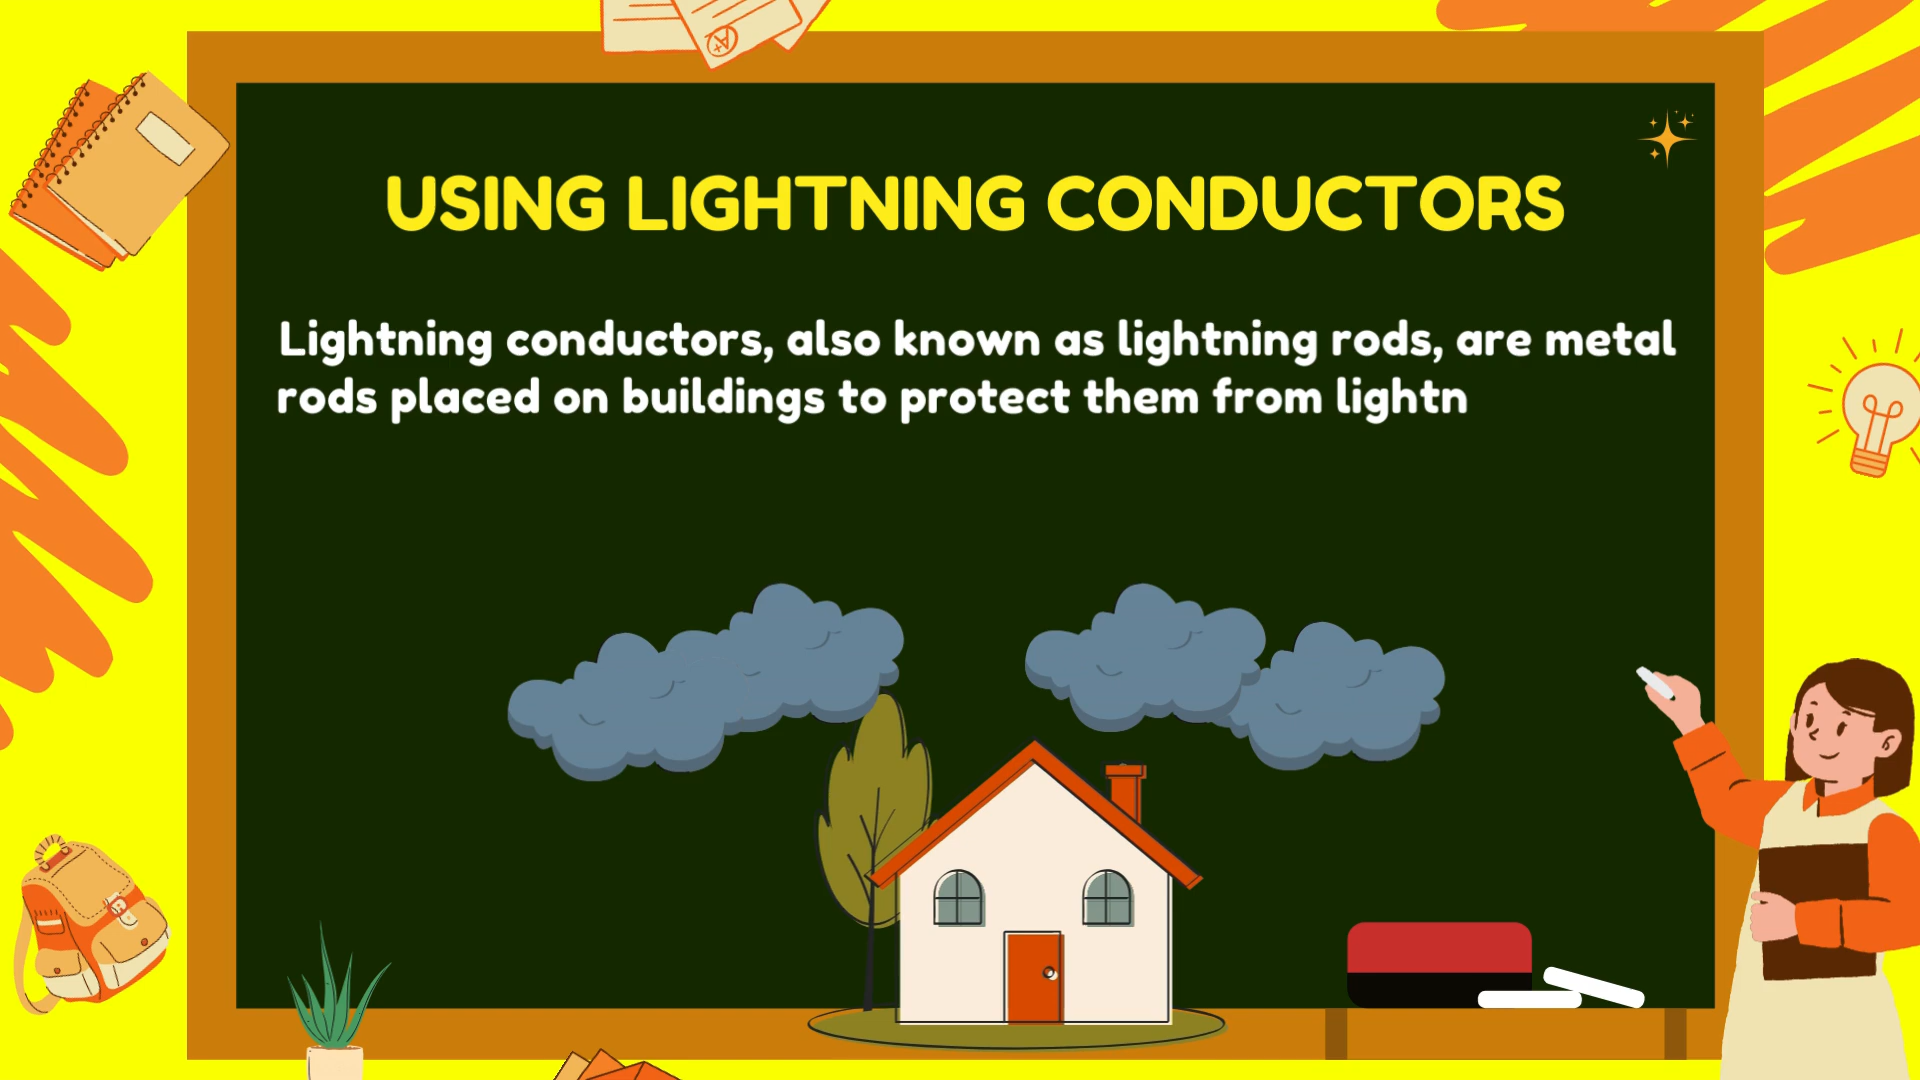 A+
USING LIGHTNING CONDUCTORS
Lightning conductors, also known as lightning rods, are metal
rods placed on buildings to protect them from lightn